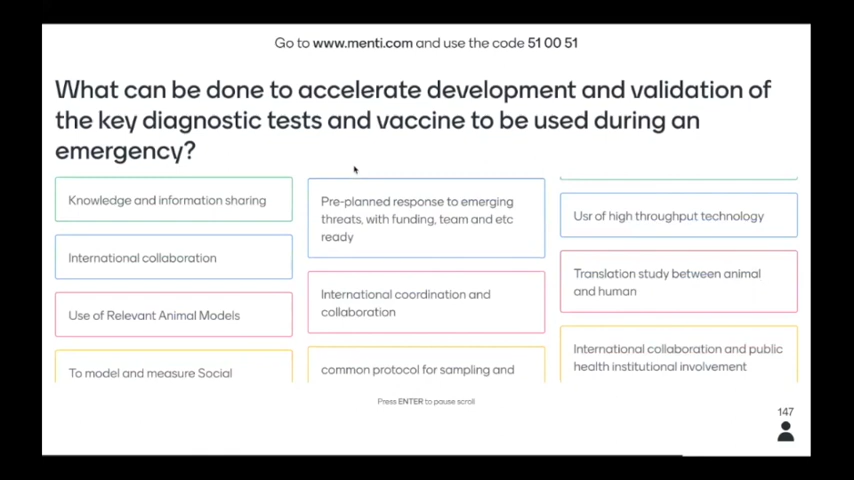 Go to www.menti.com and use the code 51 00 51
What can be done to accelerate development and validation of
the key diagnostic tests and vaccine to be used during an
emergency?
Knowledge and information sharing
International collaboration
Use of Relevant Animal Models
To model and measure Social
Pre-planned response to emerging
threats, with funding, team and etc
ready
International coordination and
collaboration
common protocol for sampling and
Usr of high throughput technology
Translation study between animal
and human
International collaboration and public
health institutional involvement
Press ENTER to pause scroll
147